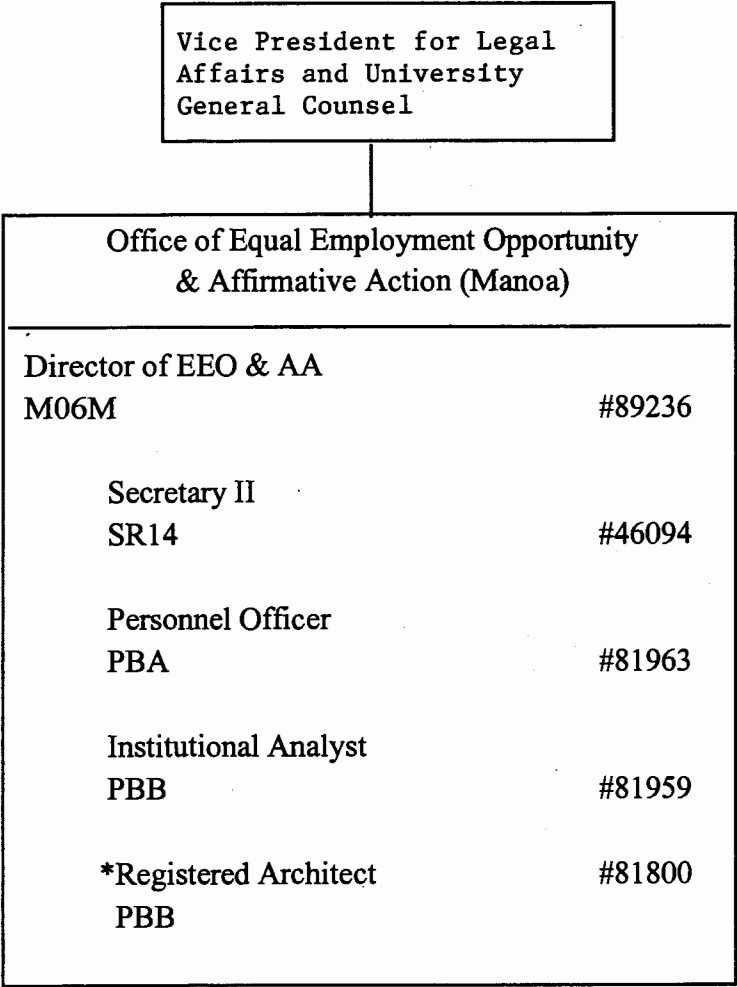 Vice President for Legal
Affairs and University
General Counsel
Office of Equal Employment Opportunity
& Affirmative Action (Manoa)
Director of EEO & AA
M06M #89236
Secretary II
SR14 #46094
Personnel Officer
PBA #81963
Institutional Analyst
PBB #81959
*Registered Architect #81800
PBB